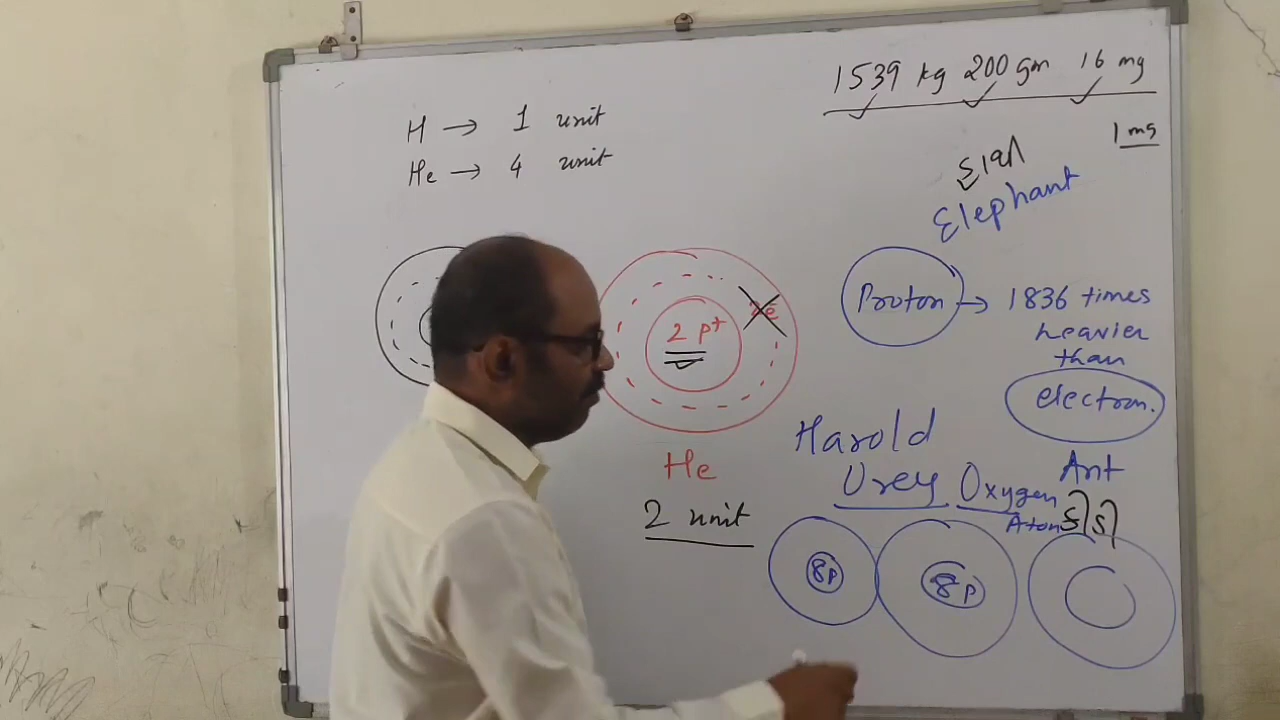 1539 kg 200 gm 16 mg
1 mg
H → 1 unit
He → 4 unit
Elephant
2 p+
Proton → 1836 times
heavier
than
electron.
He
2 unit
Harold
Urey
Oxygen
Atom
Ant
8p
8p